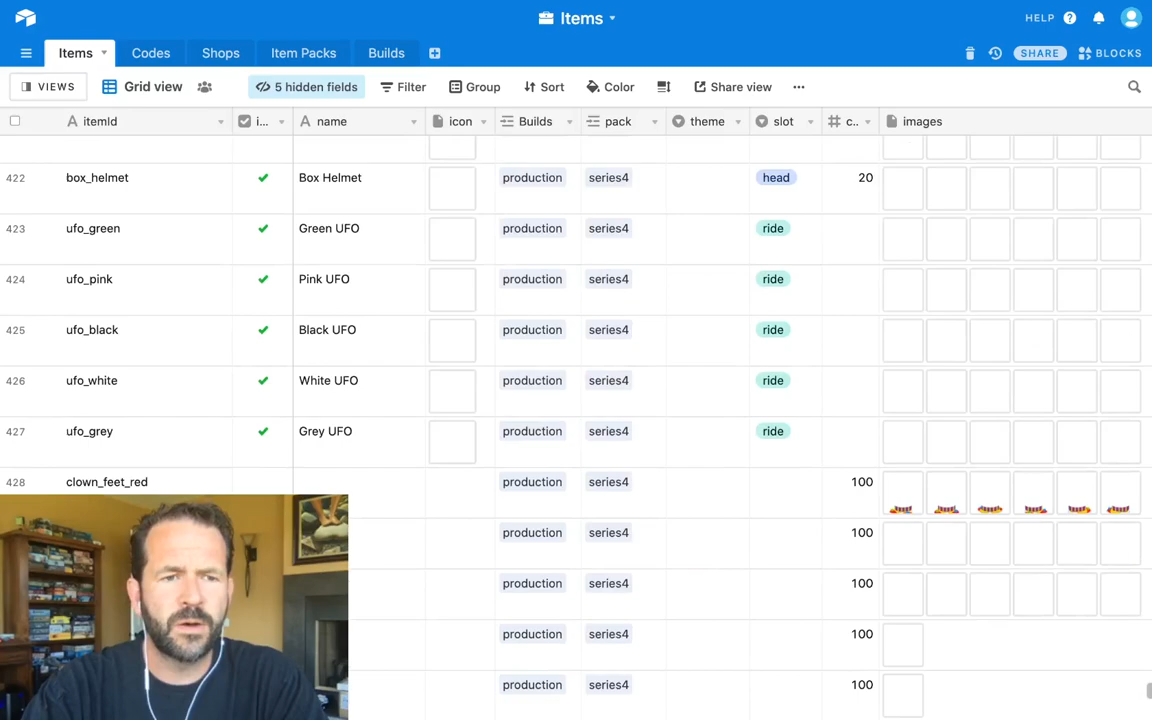 Items
HELP
Items
Codes
Shops
Item Packs
Builds
SHARE
BLOCKS
VIEWS
Grid view
5 hidden fields
Filter
Group
Sort
Color
Share view
itemId
i...
name
icon
Builds
pack
theme
slot
c..
images
422 box_helmet Box Helmet production series4 head 20
423 ufo_green Green UFO production series4 ride
424 ufo_pink Pink UFO production series4 ride
425 ufo_black Black UFO production series4 ride
426 ufo_white White UFO production series4 ride
427 ufo_grey Grey UFO production series4 ride
428 clown_feet_red production series4 100
production series4 100
production series4 100
production series4 100
production series4 100